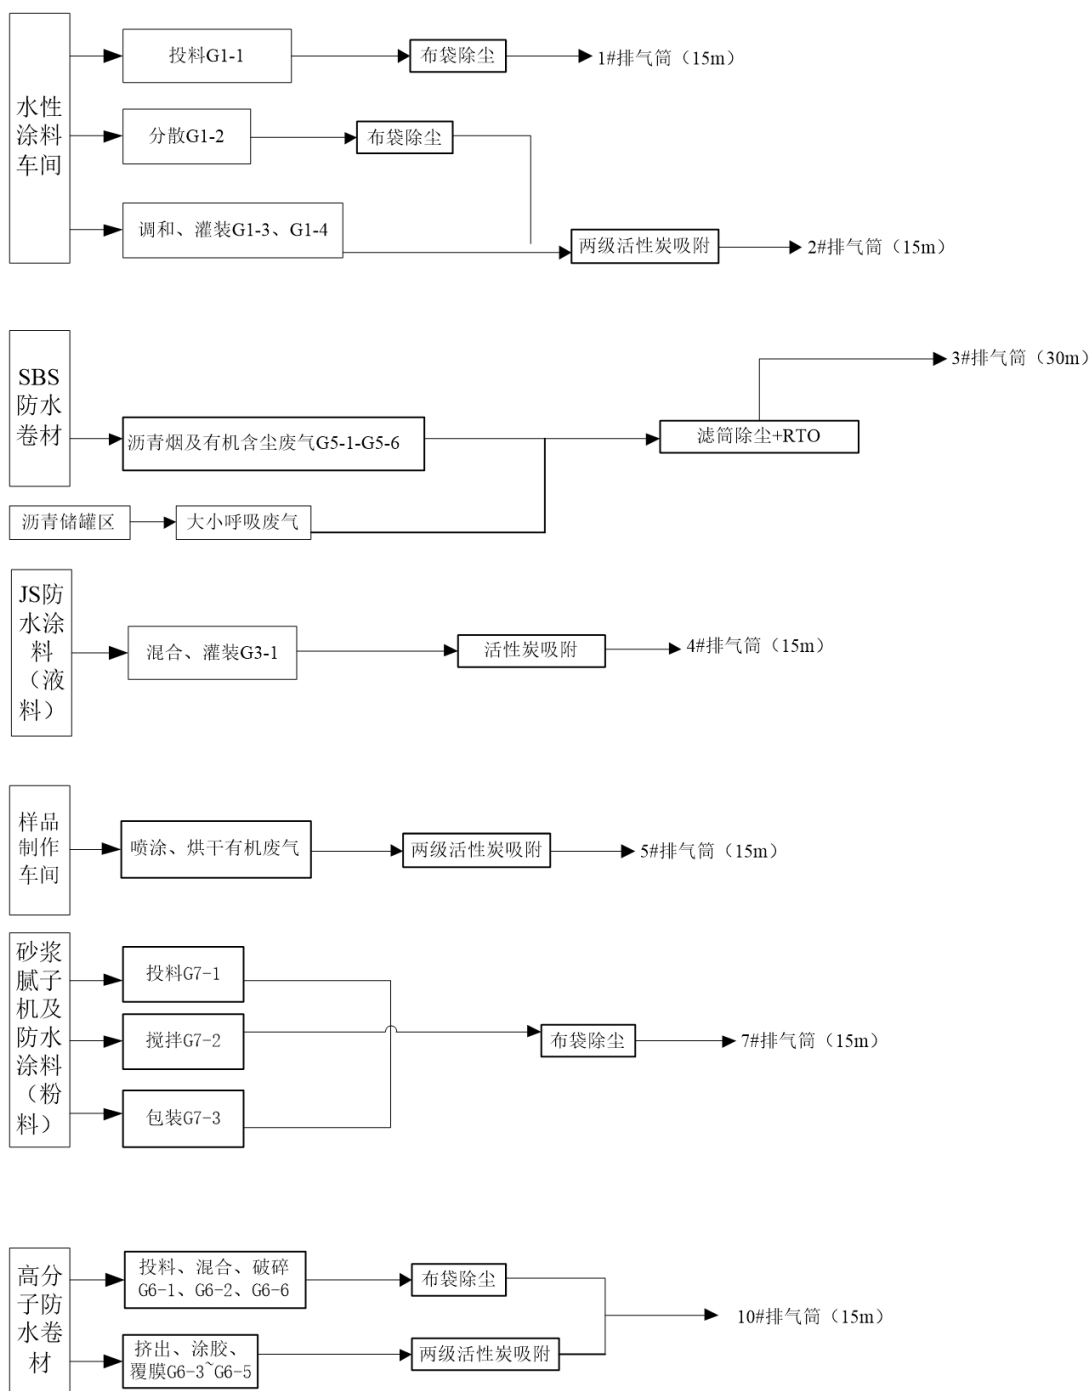 水性
涂料
车间
投料G1-1
布袋除尘
1#排气筒（15m）
分散G1-2
布袋除尘
调和、灌装G1-3、G1-4
两级活性炭吸附
2#排气筒（15m）
SBS
防水
卷材
沥青烟及有机含尘废气G5-1-G5-6
滤筒除尘+RTO
3#排气筒（30m）
沥青储罐区
大小呼吸废气
JS防
水涂
料
（液
料）
混合、灌装G3-1
活性炭吸附
4#排气筒（15m）
样品
制作
车间
喷涂、烘干有机废气
两级活性炭吸附
5#排气筒（15m）
砂浆
腻子
机及
防水
涂料
（粉
料）
投料G7-1
搅拌G7-2
包装G7-3
布袋除尘
7#排气筒（15m）
高分
子防
水卷
材
投料、混合、破碎
G6-1、G6-2、G6-6
布袋除尘
挤出、涂胶、
覆膜G6-3~G6-5
两级活性炭吸附
10#排气筒（15m）